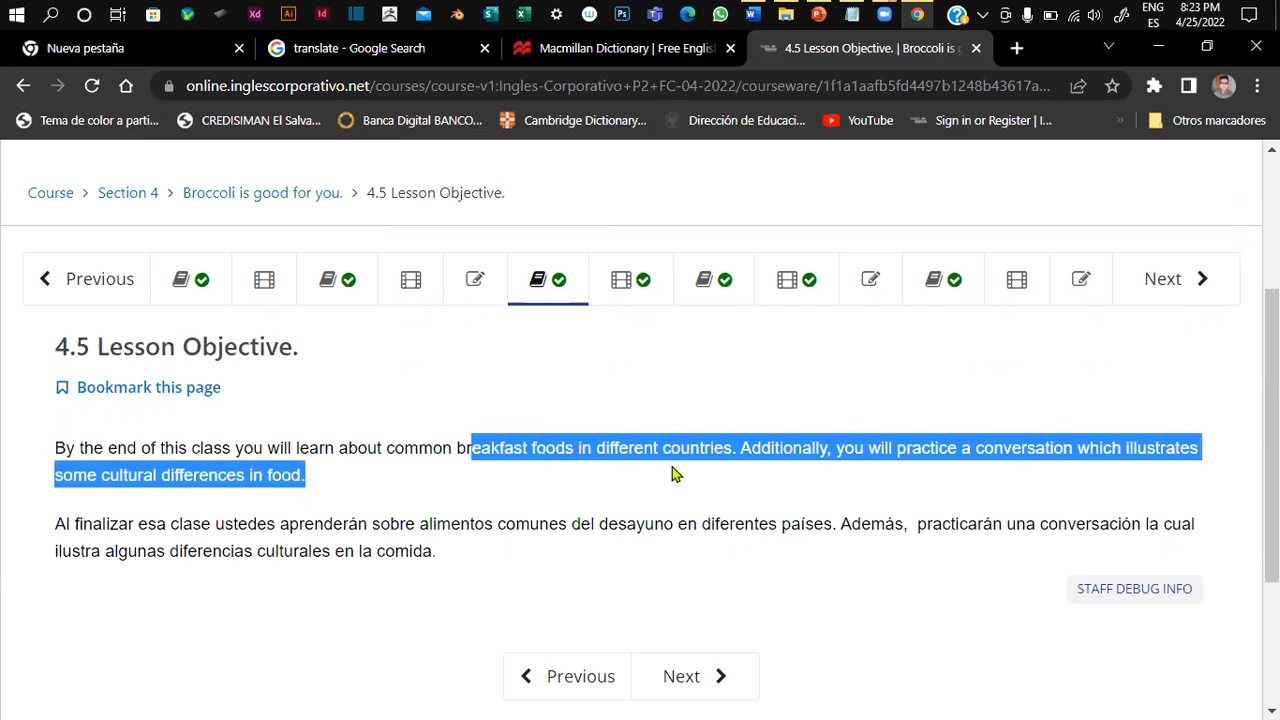 ENG
ES
8:23 PM
4/25/2022
Nueva pestaña
translate - Google Search
Macmillan Dictionary | Free Englis
4.5 Lesson Objective. | Broccoli is g
online.inglescorporativo.net/courses/course-v1:Ingles-Corporativo+P2+FC-04-2022/courseware/1f1a1aafb5fd4497b1248b43617a...
Tema de color a parti...
CREDISIMAN El Salva...
Banca Digital BANCO...
Cambridge Dictionary...
Dirección de Educaci...
YouTube
Sign in or Register | I...
»
Otros marcadores
Course > Section 4 > Broccoli is good for you. > 4.5 Lesson Objective.
Previous
Next
4.5 Lesson Objective.
Bookmark this page
By the end of this class you will learn about common breakfast foods in different countries. Additionally, you will practice a conversation which illustrates
some cultural differences in food.
Al finalizar esa clase ustedes aprenderán sobre alimentos comunes del desayuno en diferentes países. Además,  practicarán una conversación la cual
ilustra algunas diferencias culturales en la comida.
STAFF DEBUG INFO
Previous
Next